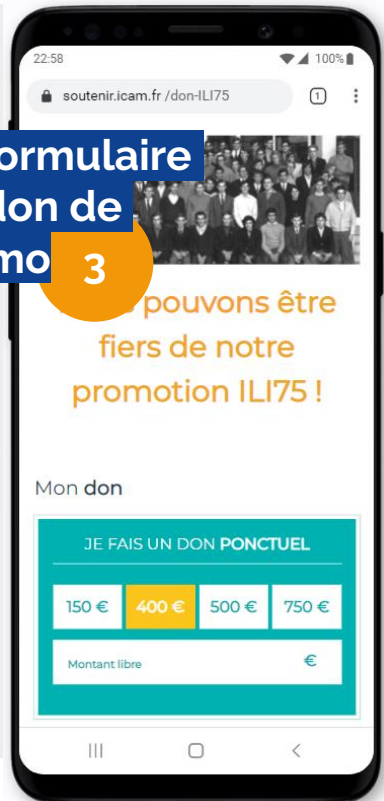 22:58
100%
soutenir.icam.fr /don-ILI75
1
ormulaire
don de
mo
3
pouvons être
fiers de notre
promotion ILI75 !
Mon don
JE FAIS UN DON PONCTUEL
150 €
400 €
500 €
750 €
Montant libre
€